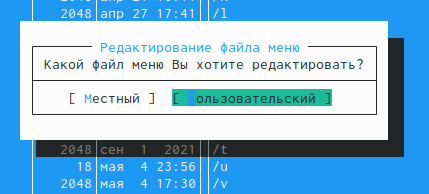 2048 апр 27 17:41 /l
Редактирование файла меню
Какой файл меню Вы хотите редактировать?
[ Местный ] [ Пользовательский ]
2048 сен 1 2021 /t
18 мая 4 23:56 /u
2048 мая 4 17:30 /v